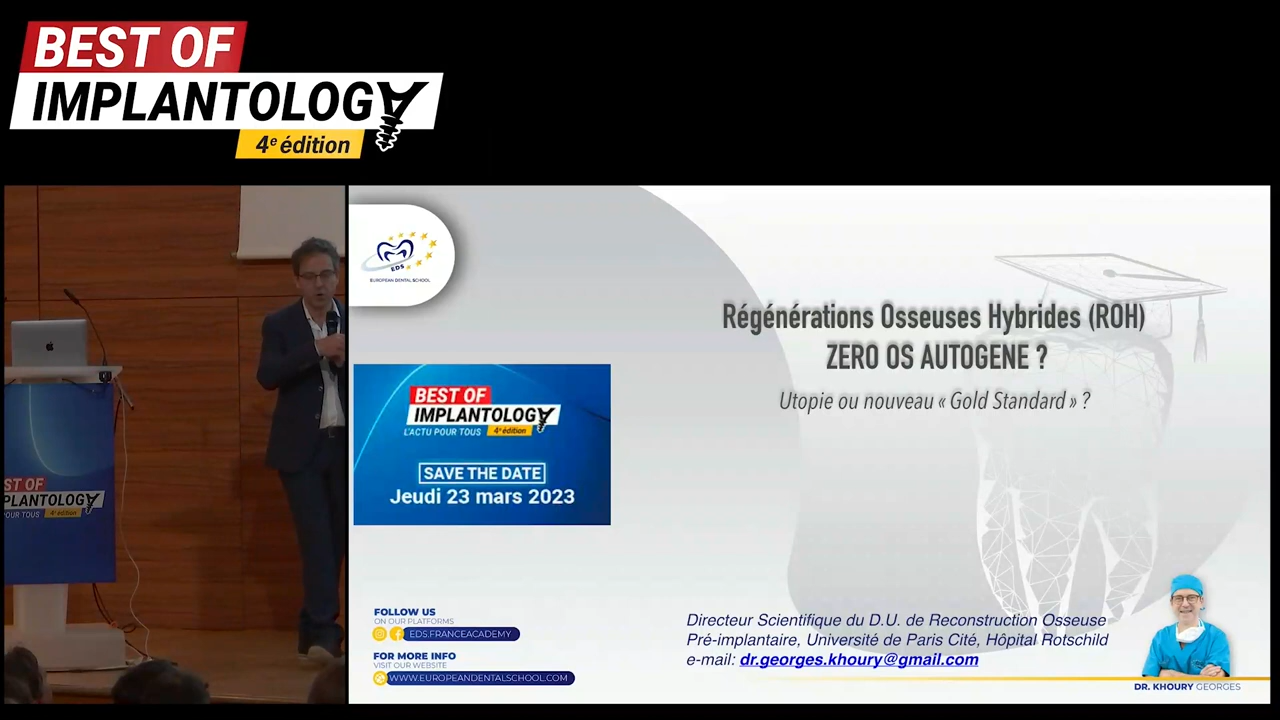 BEST OF
IMPLANTOLOGY
4e édition
EDS
EUROPEAN DENTAL SCHOOL
Régénérations Osseuses Hybrides (ROH)
ZERO OS AUTOGENE ?
Utopie ou nouveau « Gold Standard » ?
BEST OF
IMPLANTOLOGY
L'ACTU POUR TOUS 4e édition
SAVE THE DATE
Jeudi 23 mars 2023
ST OF
PLANTOLOGY
POUR TOUS 4e édition
FOLLOW US
ON OUR PLATFORMS
EDS.FRANCEACADEMY
FOR MORE INFO
VISIT OUR WEBSITE
WWW.EUROPEANDENTALSCHOOL.COM
Directeur Scientifique du D.U. de Reconstruction Osseuse
Pré-implantaire, Université de Paris Cité, Hôpital Rotschild
e-mail: dr.georges.khoury@gmail.com
DR. KHOURY GEORGES